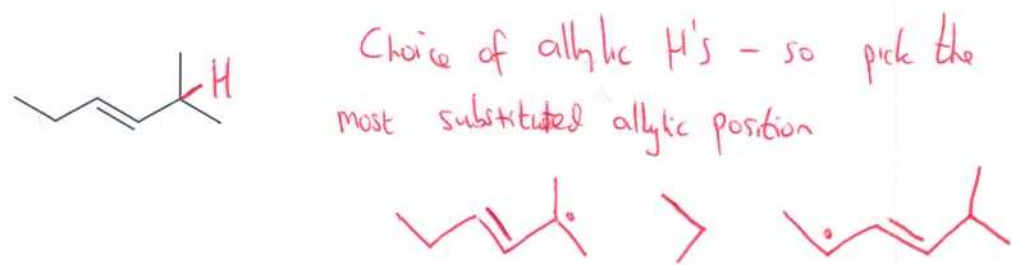 H
Choice of allylic H's - so pick the
most substituted allylic position
>